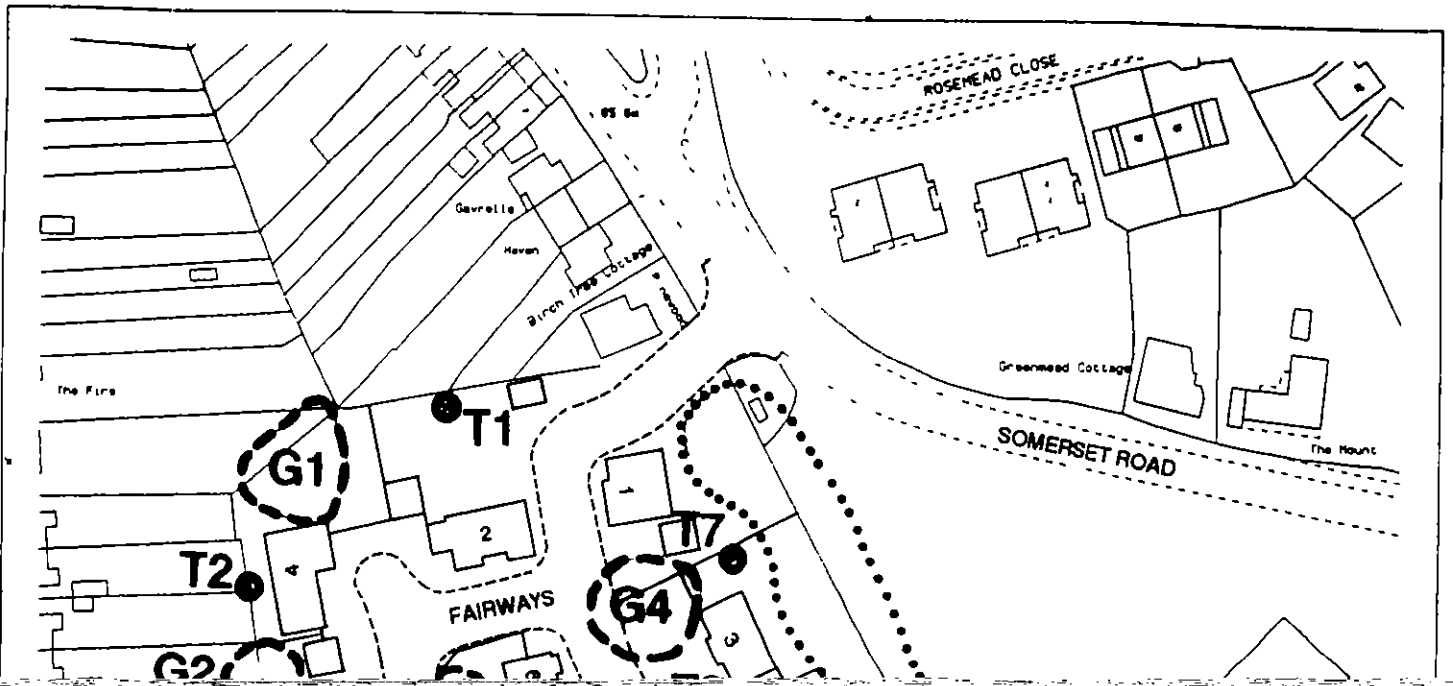 ROSEMEAD CLOSE
Gavrelle
Haven
Birch Tree Cottage
The Firs
Greenmead Cottage
SOMERSET ROAD
The Mount
T1
G1
1
2
T7
T2
4
FAIRWAYS
G4
3
G2